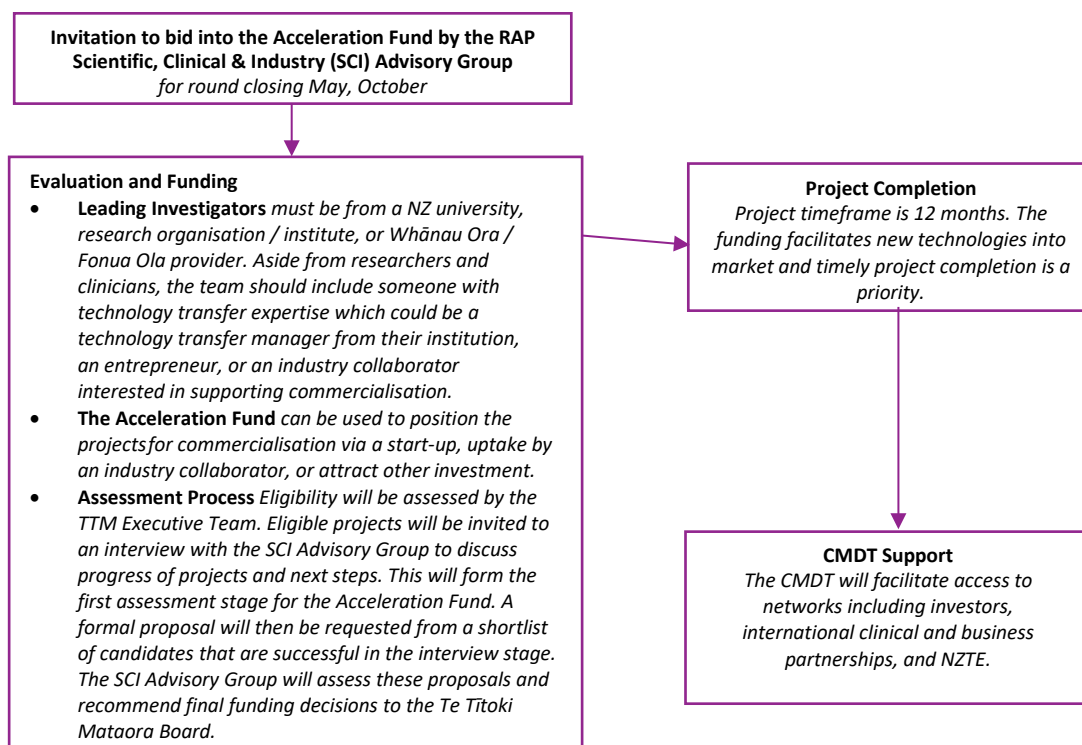 Invitation to bid into the Acceleration Fund by the RAP
Scientific, Clinical & Industry (SCI) Advisory Group
for round closing May, October
Evaluation and Funding
• Leading Investigators must be from a NZ university,
research organisation / institute, or Whānau Ora /
Fonua Ola provider. Aside from researchers and
clinicians, the team should include someone with
technology transfer expertise which could be a
technology transfer manager from their institution,
an entrepreneur, or an industry collaborator
interested in supporting commercialisation.
• The Acceleration Fund can be used to position the
projectsfor commercialisation via a start-up, uptake by
an industry collaborator, or attract other investment.
• Assessment Process Eligibility will be assessed by the
TTM Executive Team. Eligible projects will be invited to
an interview with the SCI Advisory Group to discuss
progress of projects and next steps. This will form the
first assessment stage for the Acceleration Fund. A
formal proposal will then be requested from a shortlist
of candidates that are successful in the interview stage.
The SCI Advisory Group will assess these proposals and
recommend final funding decisions to the Te Tītoki
Mataora Board.
Project Completion
Project timeframe is 12 months. The
funding facilitates new technologies into
market and timely project completion is a
priority.
CMDT Support
The CMDT will facilitate access to
networks including investors,
international clinical and business
partnerships, and NZTE.